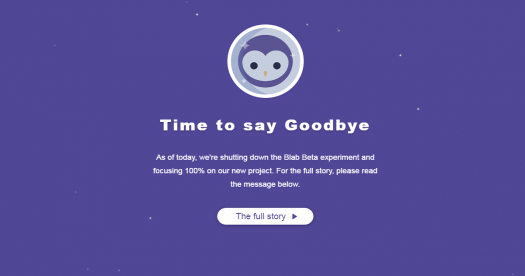 Time to say Goodbye
As of today, we're shutting down the Blab Beta experiment and
focusing 100% on our new project. For the full story, please read
the message below.
The full story